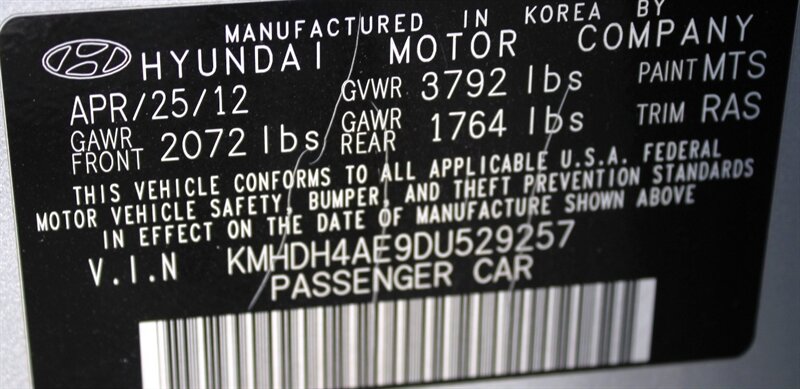 MANUFACTURED IN KOREA BY
HYUNDAI MOTOR COMPANY
APR/25/12 GVWR 3792 lbs PAINT MTS
GAWR FRONT 2072 lbs GAWR REAR 1764 lbs TRIM RAS
THIS VEHICLE CONFORMS TO ALL APPLICABLE U.S.A. FEDERAL
MOTOR VEHICLE SAFETY, BUMPER, AND THEFT PREVENTION STANDARDS
IN EFFECT ON THE DATE OF MANUFACTURE SHOWN ABOVE
V.I.N KMHDH4AE9DU529257
PASSENGER CAR